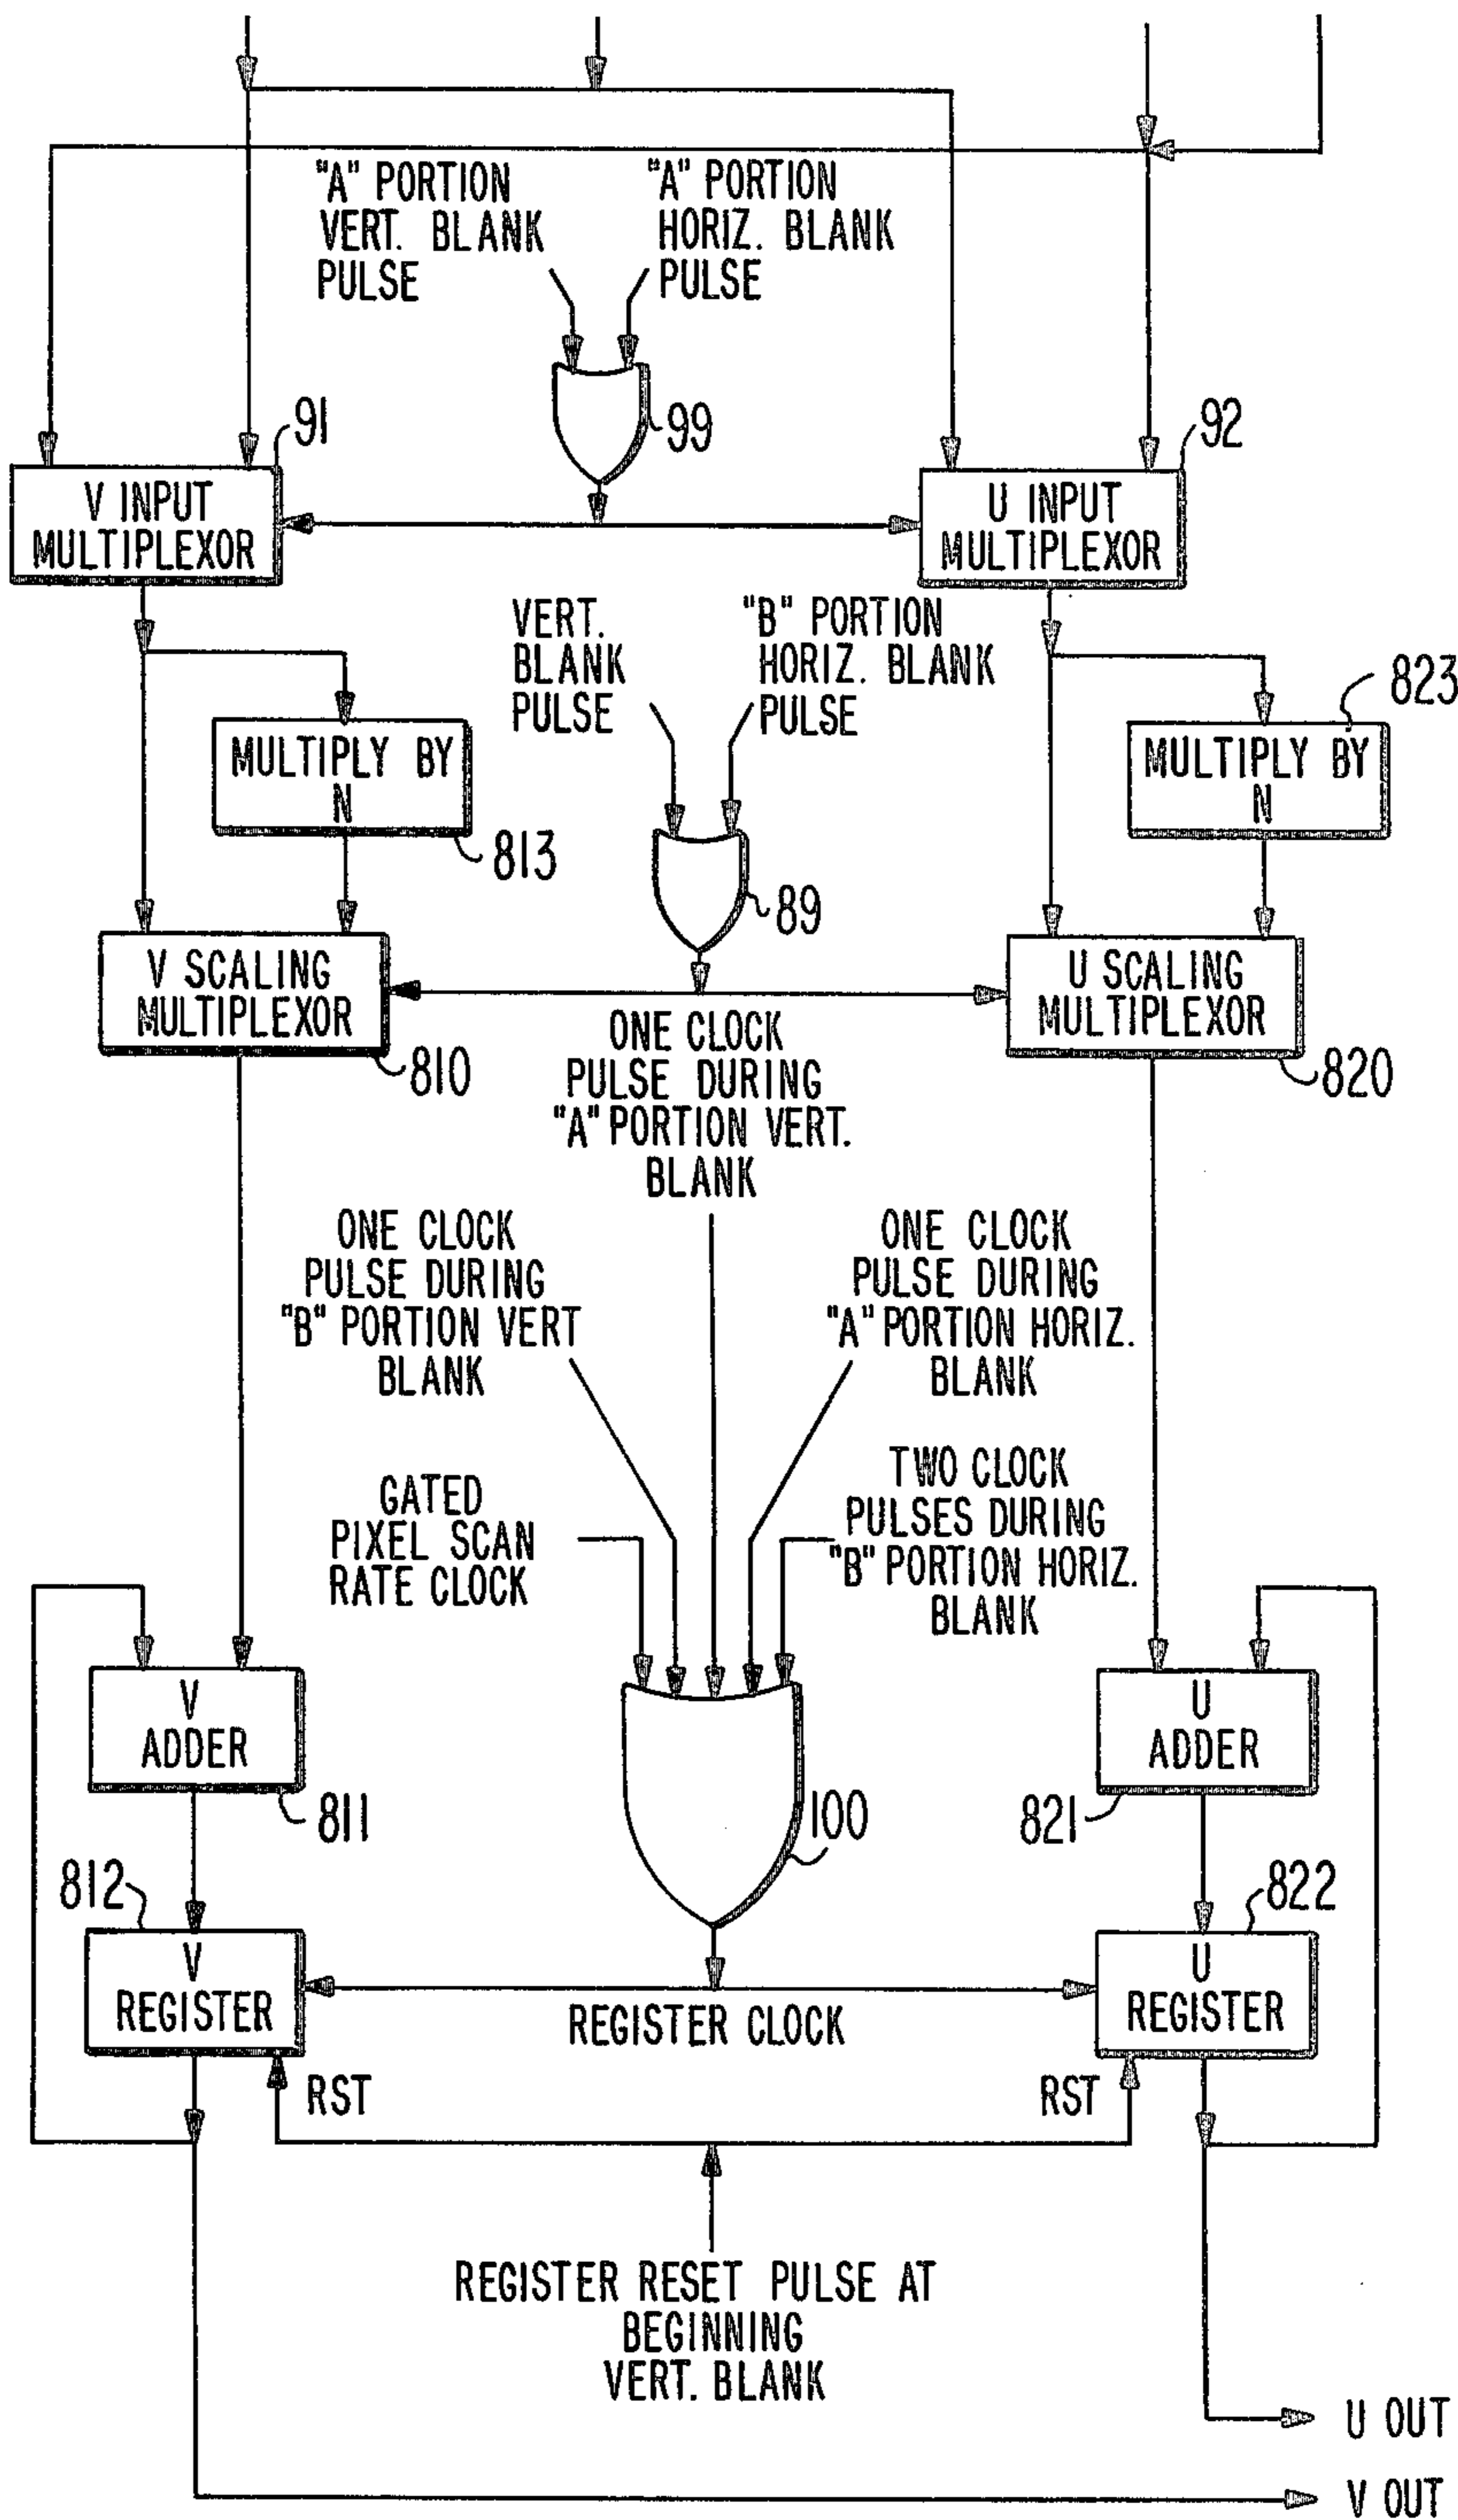 "A" PORTION
VERT. BLANK
PULSE
"A" PORTION
HORIZ. BLANK
PULSE
91
99
92
V INPUT
MULTIPLEXOR
U INPUT
MULTIPLEXOR
VERT.
BLANK
PULSE
"B" PORTION
HORIZ. BLANK
PULSE
823
MULTIPLY BY
N
MULTIPLY BY
N
813
89
V SCALING
MULTIPLEXOR
U SCALING
MULTIPLEXOR
810
820
ONE CLOCK
PULSE DURING
"A" PORTION VERT.
BLANK
ONE CLOCK
PULSE DURING
"B" PORTION VERT
BLANK
ONE CLOCK
PULSE DURING
"A" PORTION HORIZ.
BLANK
GATED
PIXEL SCAN
RATE CLOCK
TWO CLOCK
PULSES DURING
"B" PORTION HORIZ.
BLANK
V
ADDER
U
ADDER
811
100
821
812
822
V
REGISTER
U
REGISTER
REGISTER CLOCK
RST
RST
REGISTER RESET PULSE AT
BEGINNING
VERT. BLANK
U OUT
V OUT